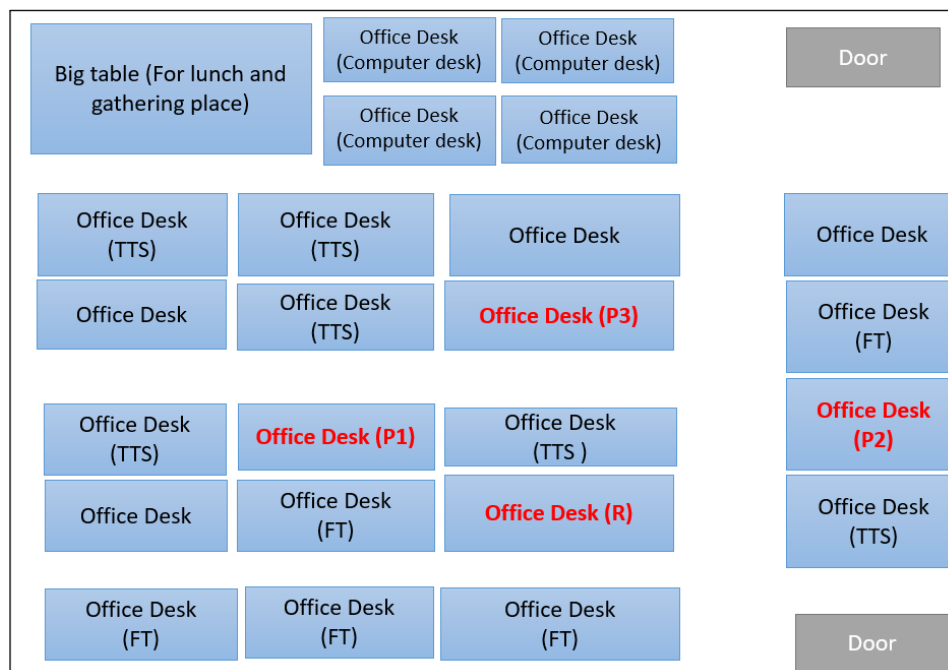 Big table (For lunch and
gathering place)
Office Desk
(Computer desk)
Office Desk
(Computer desk)
Door
Office Desk
(Computer desk)
Office Desk
(Computer desk)
Office Desk
(TTS)
Office Desk
(TTS)
Office Desk
Office Desk
Office Desk
Office Desk
(TTS)
Office Desk (P3)
Office Desk
(FT)
Office Desk
(TTS)
Office Desk (P1)
Office Desk
(TTS )
Office Desk
(P2)
Office Desk
Office Desk
(FT)
Office Desk (R)
Office Desk
(TTS)
Office Desk
(FT)
Office Desk
(FT)
Office Desk
(FT)
Door